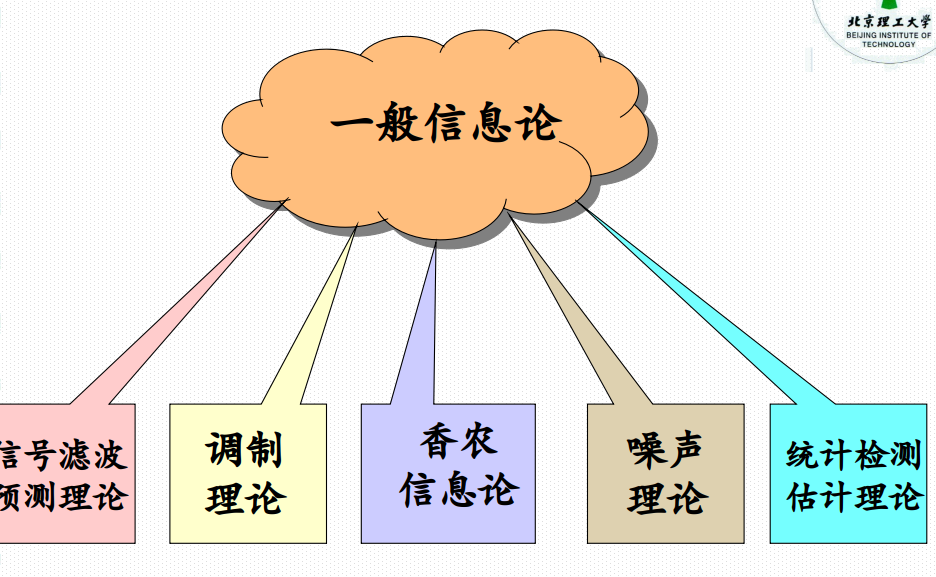 北京理工大学
BEIJING INSTITUTE OF
TECHNOLOGY
一般信息论
信号滤波
预测理论
调制
理论
香农
信息论
噪声
理论
统计检测
估计理论